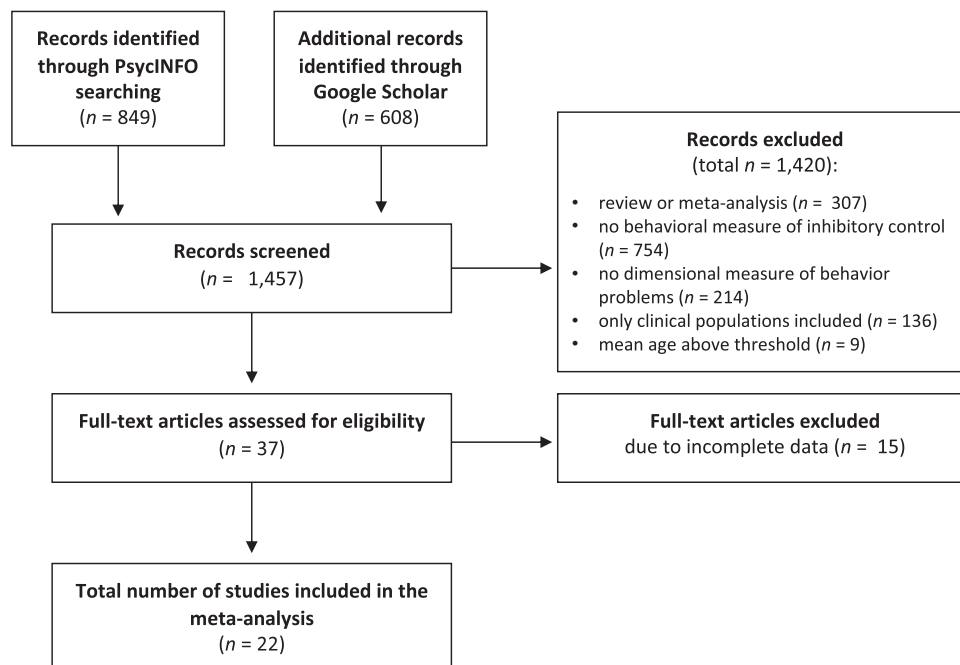 Records identified
through PsycINFO
searching
(n = 849)
Additional records
identified through
Google Scholar
(n = 608)
Records screened
(n = 1,457)
Records excluded
(total n = 1,420):
• review or meta-analysis (n = 307)
• no behavioral measure of inhibitory control
(n = 754)
• no dimensional measure of behavior
problems (n = 214)
• only clinical populations included (n = 136)
• mean age above threshold (n = 9)
Full-text articles assessed for eligibility
(n = 37)
Full-text articles excluded
due to incomplete data (n = 15)
Total number of studies included in the
meta-analysis
(n = 22)